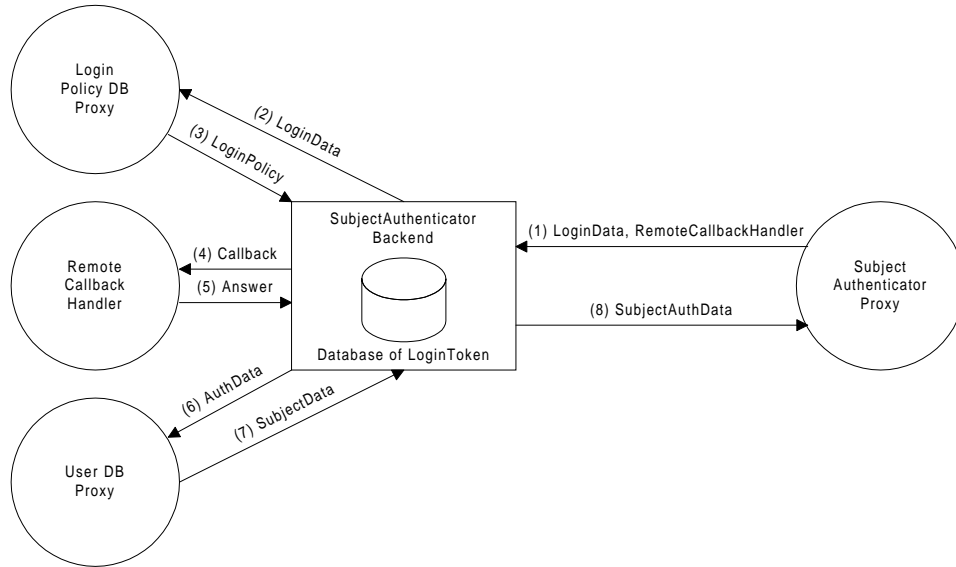 Login
Policy DB
Proxy
(2) LoginData
(3) LoginPolicy
SubjectAuthenticator
Backend
(1) LoginData, RemoteCallbackHandler
(4) Callback
(5) Answer
Remote
Callback
Handler
Subject
Authenticator
Proxy
(8) SubjectAuthData
Database of LoginToken
(6) AuthData
(7) SubjectData
User DB
Proxy